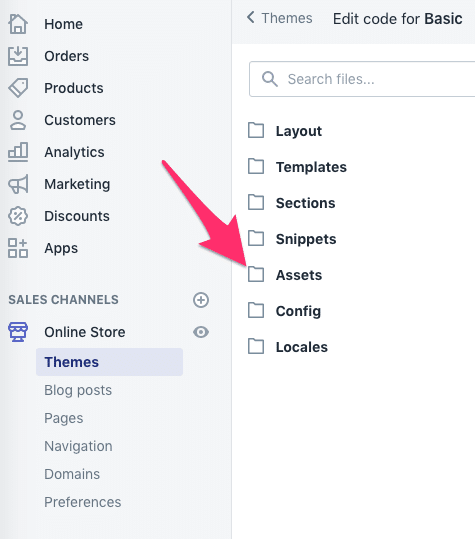 Home
Orders
Products
Customers
Analytics
Marketing
Discounts
Apps
SALES CHANNELS
Online Store
Themes
Blog posts
Pages
Navigation
Domains
Preferences
Themes
Edit code for Basic
Search files...
Layout
Templates
Sections
Snippets
Assets
Config
Locales